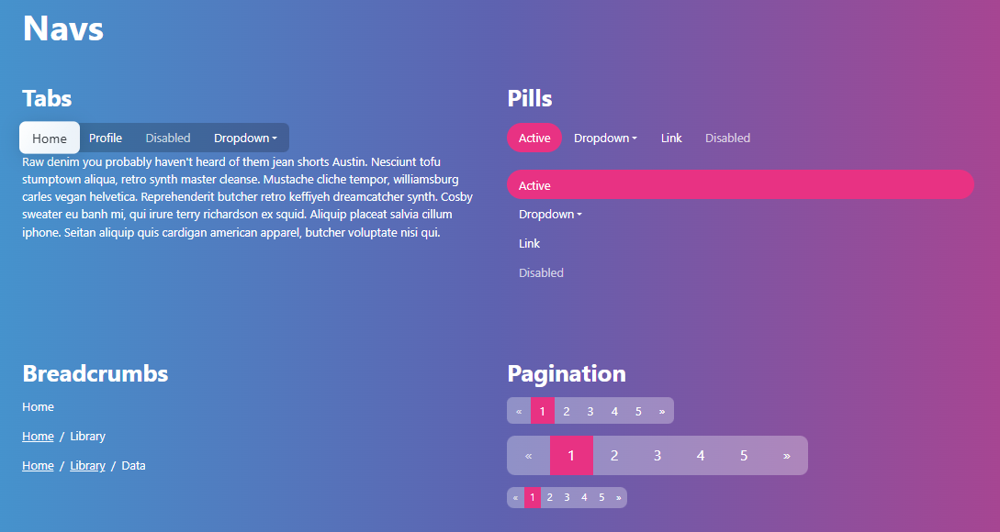 Navs
Tabs
Home Profile Disabled Dropdown
Raw denim you probably haven't heard of them jean shorts Austin. Nesciunt tofu
stumptown aliqua, retro synth master cleanse. Mustache cliche tempor, williamsburg
carles vegan helvetica. Reprehenderit butcher retro keffiyeh dreamcatcher synth. Cosby
sweater eu banh mi, qui irure terry richardson ex squid. Aliquip placeat salvia cillum
iphone. Seitan aliquip quis cardigan american apparel, butcher voluptate nisi qui.
Pills
Active Dropdown Link Disabled
Active
Dropdown
Link
Disabled
Breadcrumbs
Home
Home / Library
Home / Library / Data
Pagination
« 1 2 3 4 5 »
« 1 2 3 4 5 »
« 1 2 3 4 5 »